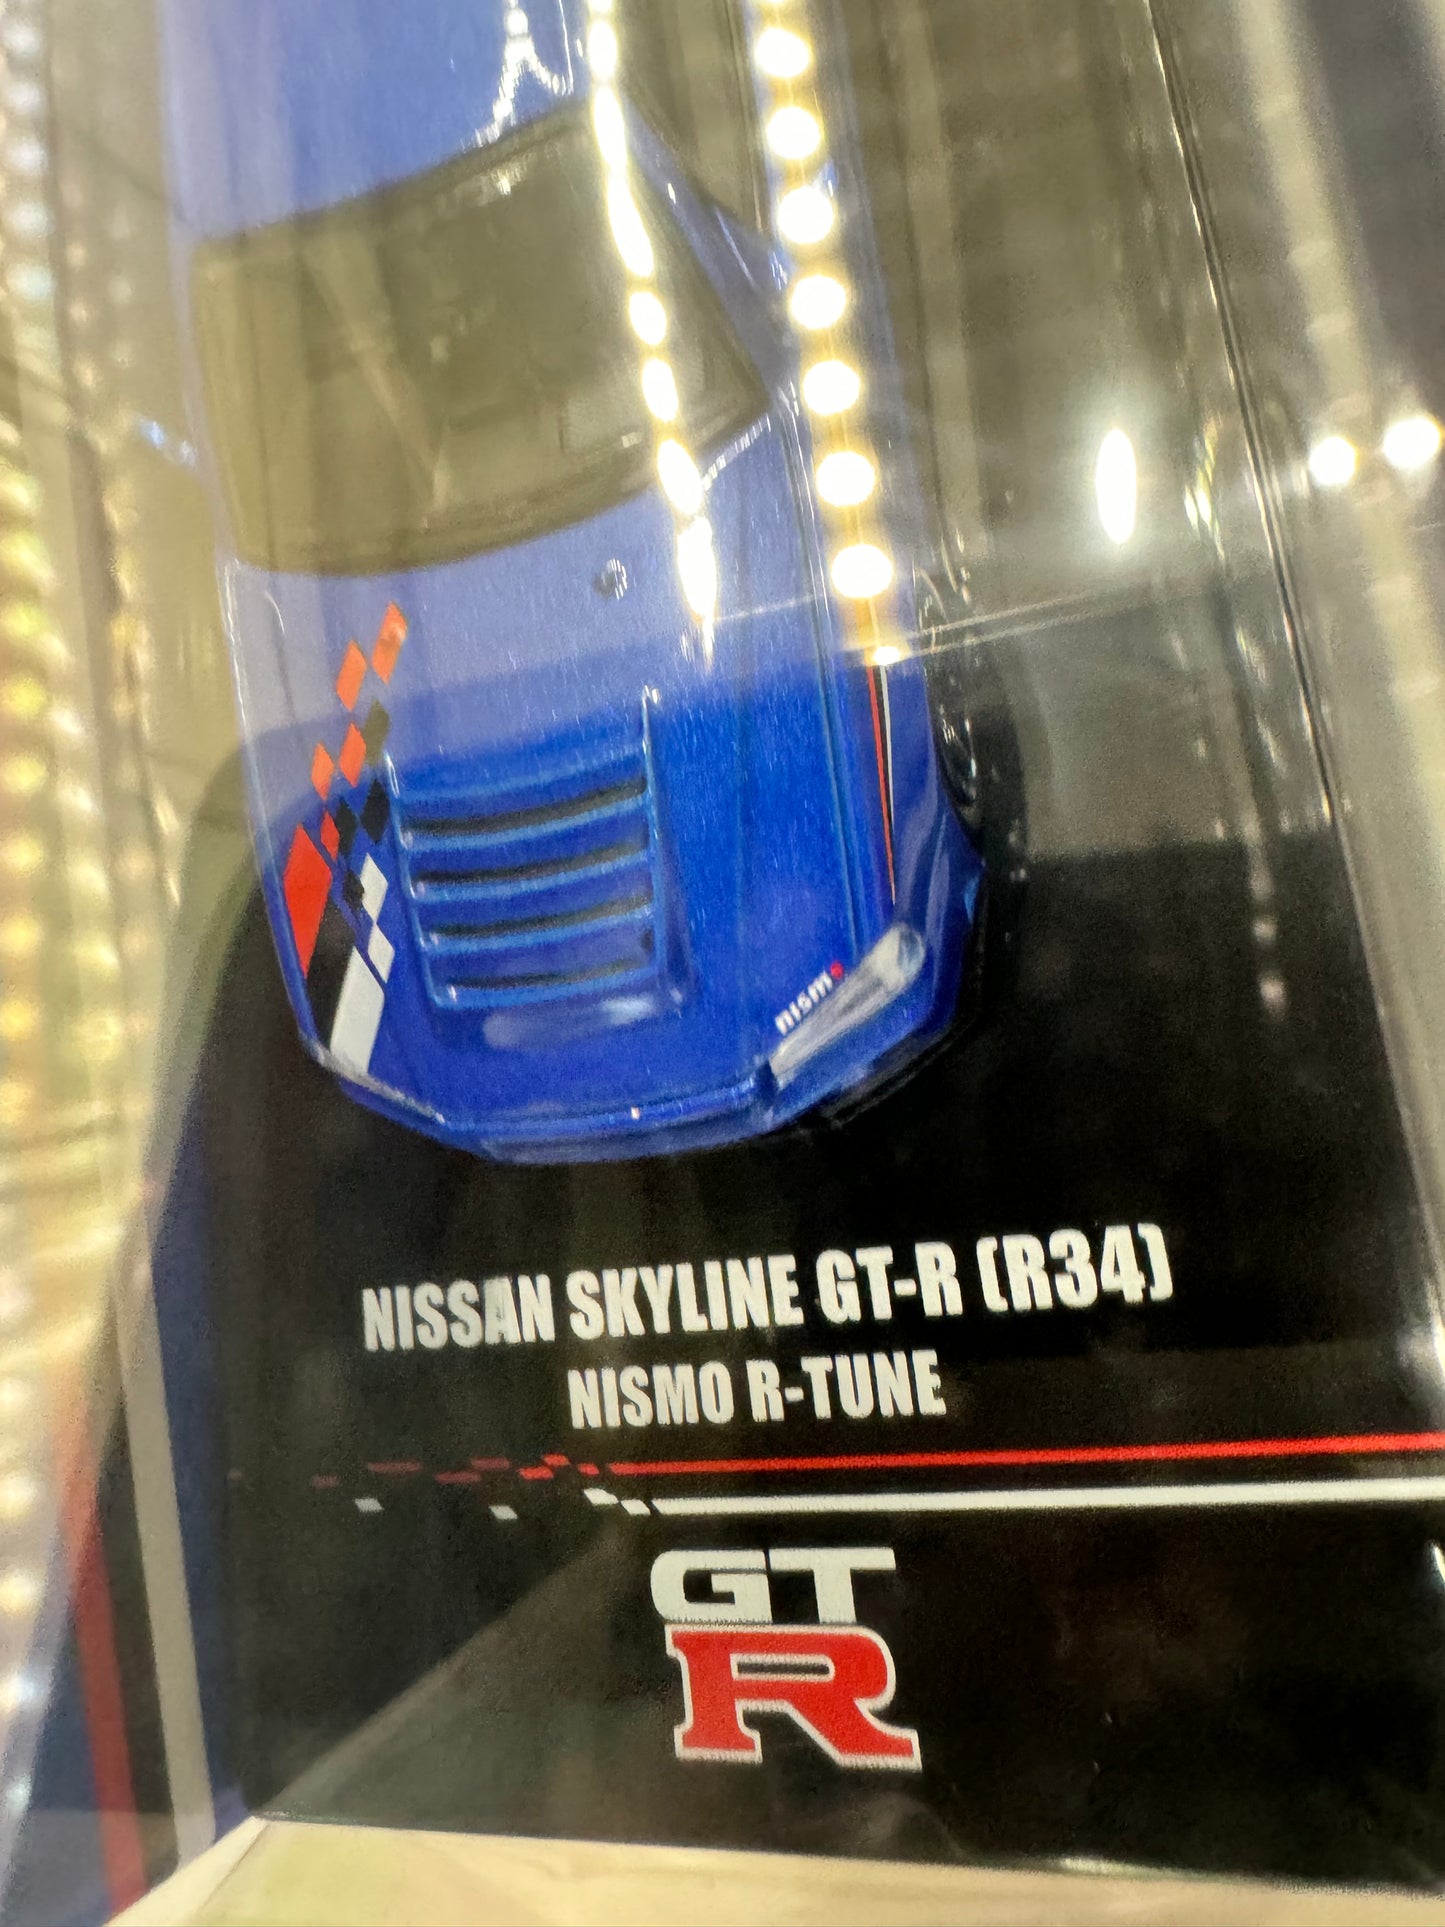 nismo
NISSAN SKYLINE GT-R (R34)
NISMO R-TUNE
GT
R